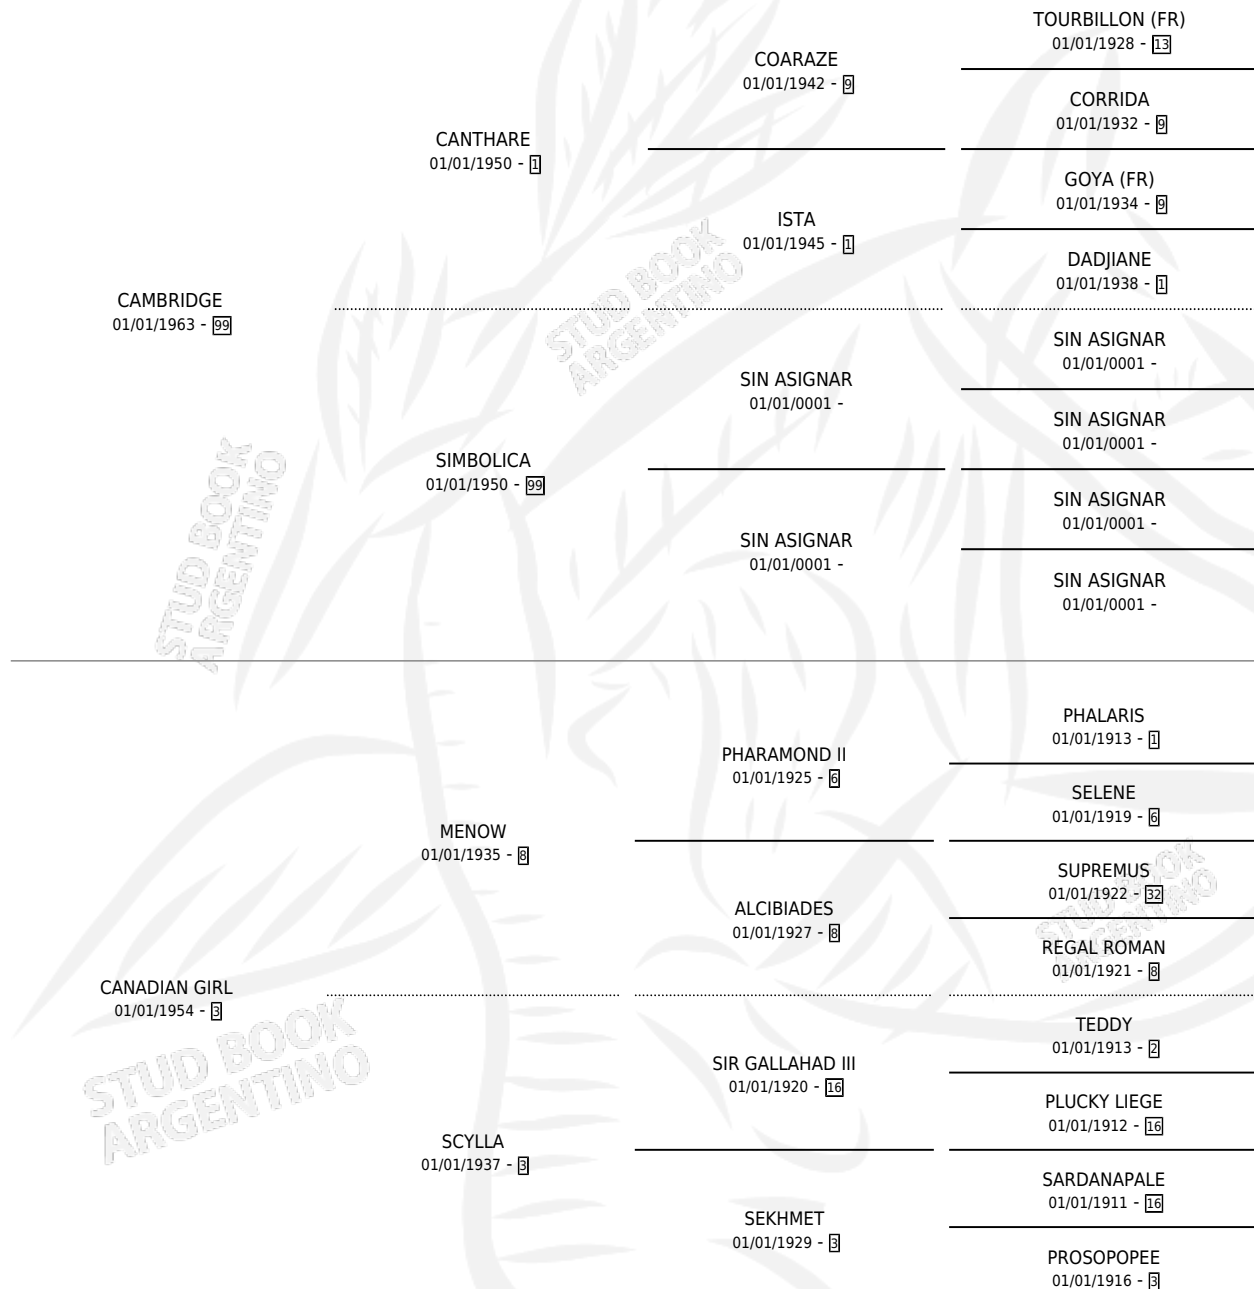 TOURBILLON (FR)
01/01/1928 - 13
COARAZE
01/01/1942 - 9
CORRIDA
01/01/1932 - 9
CANTHARE
01/01/1950 - 1
GOYA (FR)
01/01/1934 - 9
ISTA
01/01/1945 - 1
DADJIANE
01/01/1938 - 1
CAMBRIDGE
01/01/1963 - 99
SIN ASIGNAR
01/01/0001 -
SIN ASIGNAR
01/01/0001 -
SIN ASIGNAR
01/01/0001 -
SIMBOLICA
01/01/1950 - 99
SIN ASIGNAR
01/01/0001 -
SIN ASIGNAR
01/01/0001 -
SIN ASIGNAR
01/01/0001 -
PHALARIS
01/01/1913 - 1
PHARAMOND II
01/01/1925 - 6
SELENE
01/01/1919 - 6
MENOW
01/01/1935 - 8
SUPREMUS
01/01/1922 - 32
ALCIBIADES
01/01/1927 - 8
REGAL ROMAN
01/01/1921 - 8
CANADIAN GIRL
01/01/1954 - 3
TEDDY
01/01/1913 - 2
SIR GALLAHAD III
01/01/1920 - 16
PLUCKY LIEGE
01/01/1912 - 16
SCYLLA
01/01/1937 - 3
SARDANAPALE
01/01/1911 - 16
SEKHMET
01/01/1929 - 3
PROSOPOPEE
01/01/1916 - 3
STUD BOOK
ARGENTINO
STUD BOOK
ARGENTINO
STUD BOOK
ARGENTINO
STUD BOOK
ARGENTINO